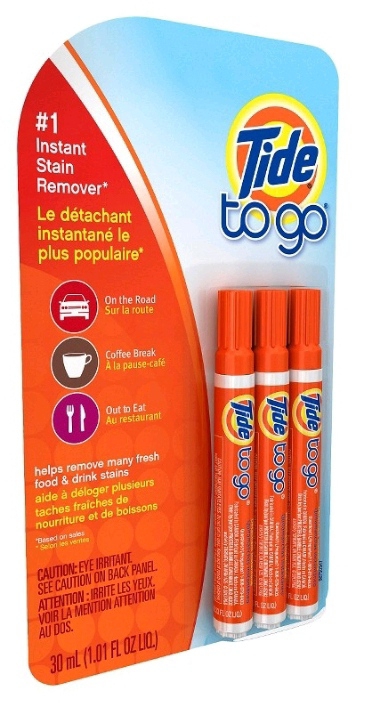 #1
Instant
Stain
Remover*
Le détachant
instantané le
plus populaire*
Tide
to go
On the Road
Sur la route
Coffee Break
À la pause-café
Out to Eat
Au restaurant
helps remove many fresh
food & drink stains
aide à déloger plusieurs
taches fraîches de
nourriture et de boissons
*Based on sales
*Selon les ventes
CAUTION: EYE IRRITANT.
SEE CAUTION ON BACK PANEL.
ATTENTION : IRRITE LES YEUX.
VOIR LA MENTION ATTENTION
AU DOS.
30 mL (1.01 FL OZ LIQ.)
Tide
to go
Tide
to go
Tide
to go